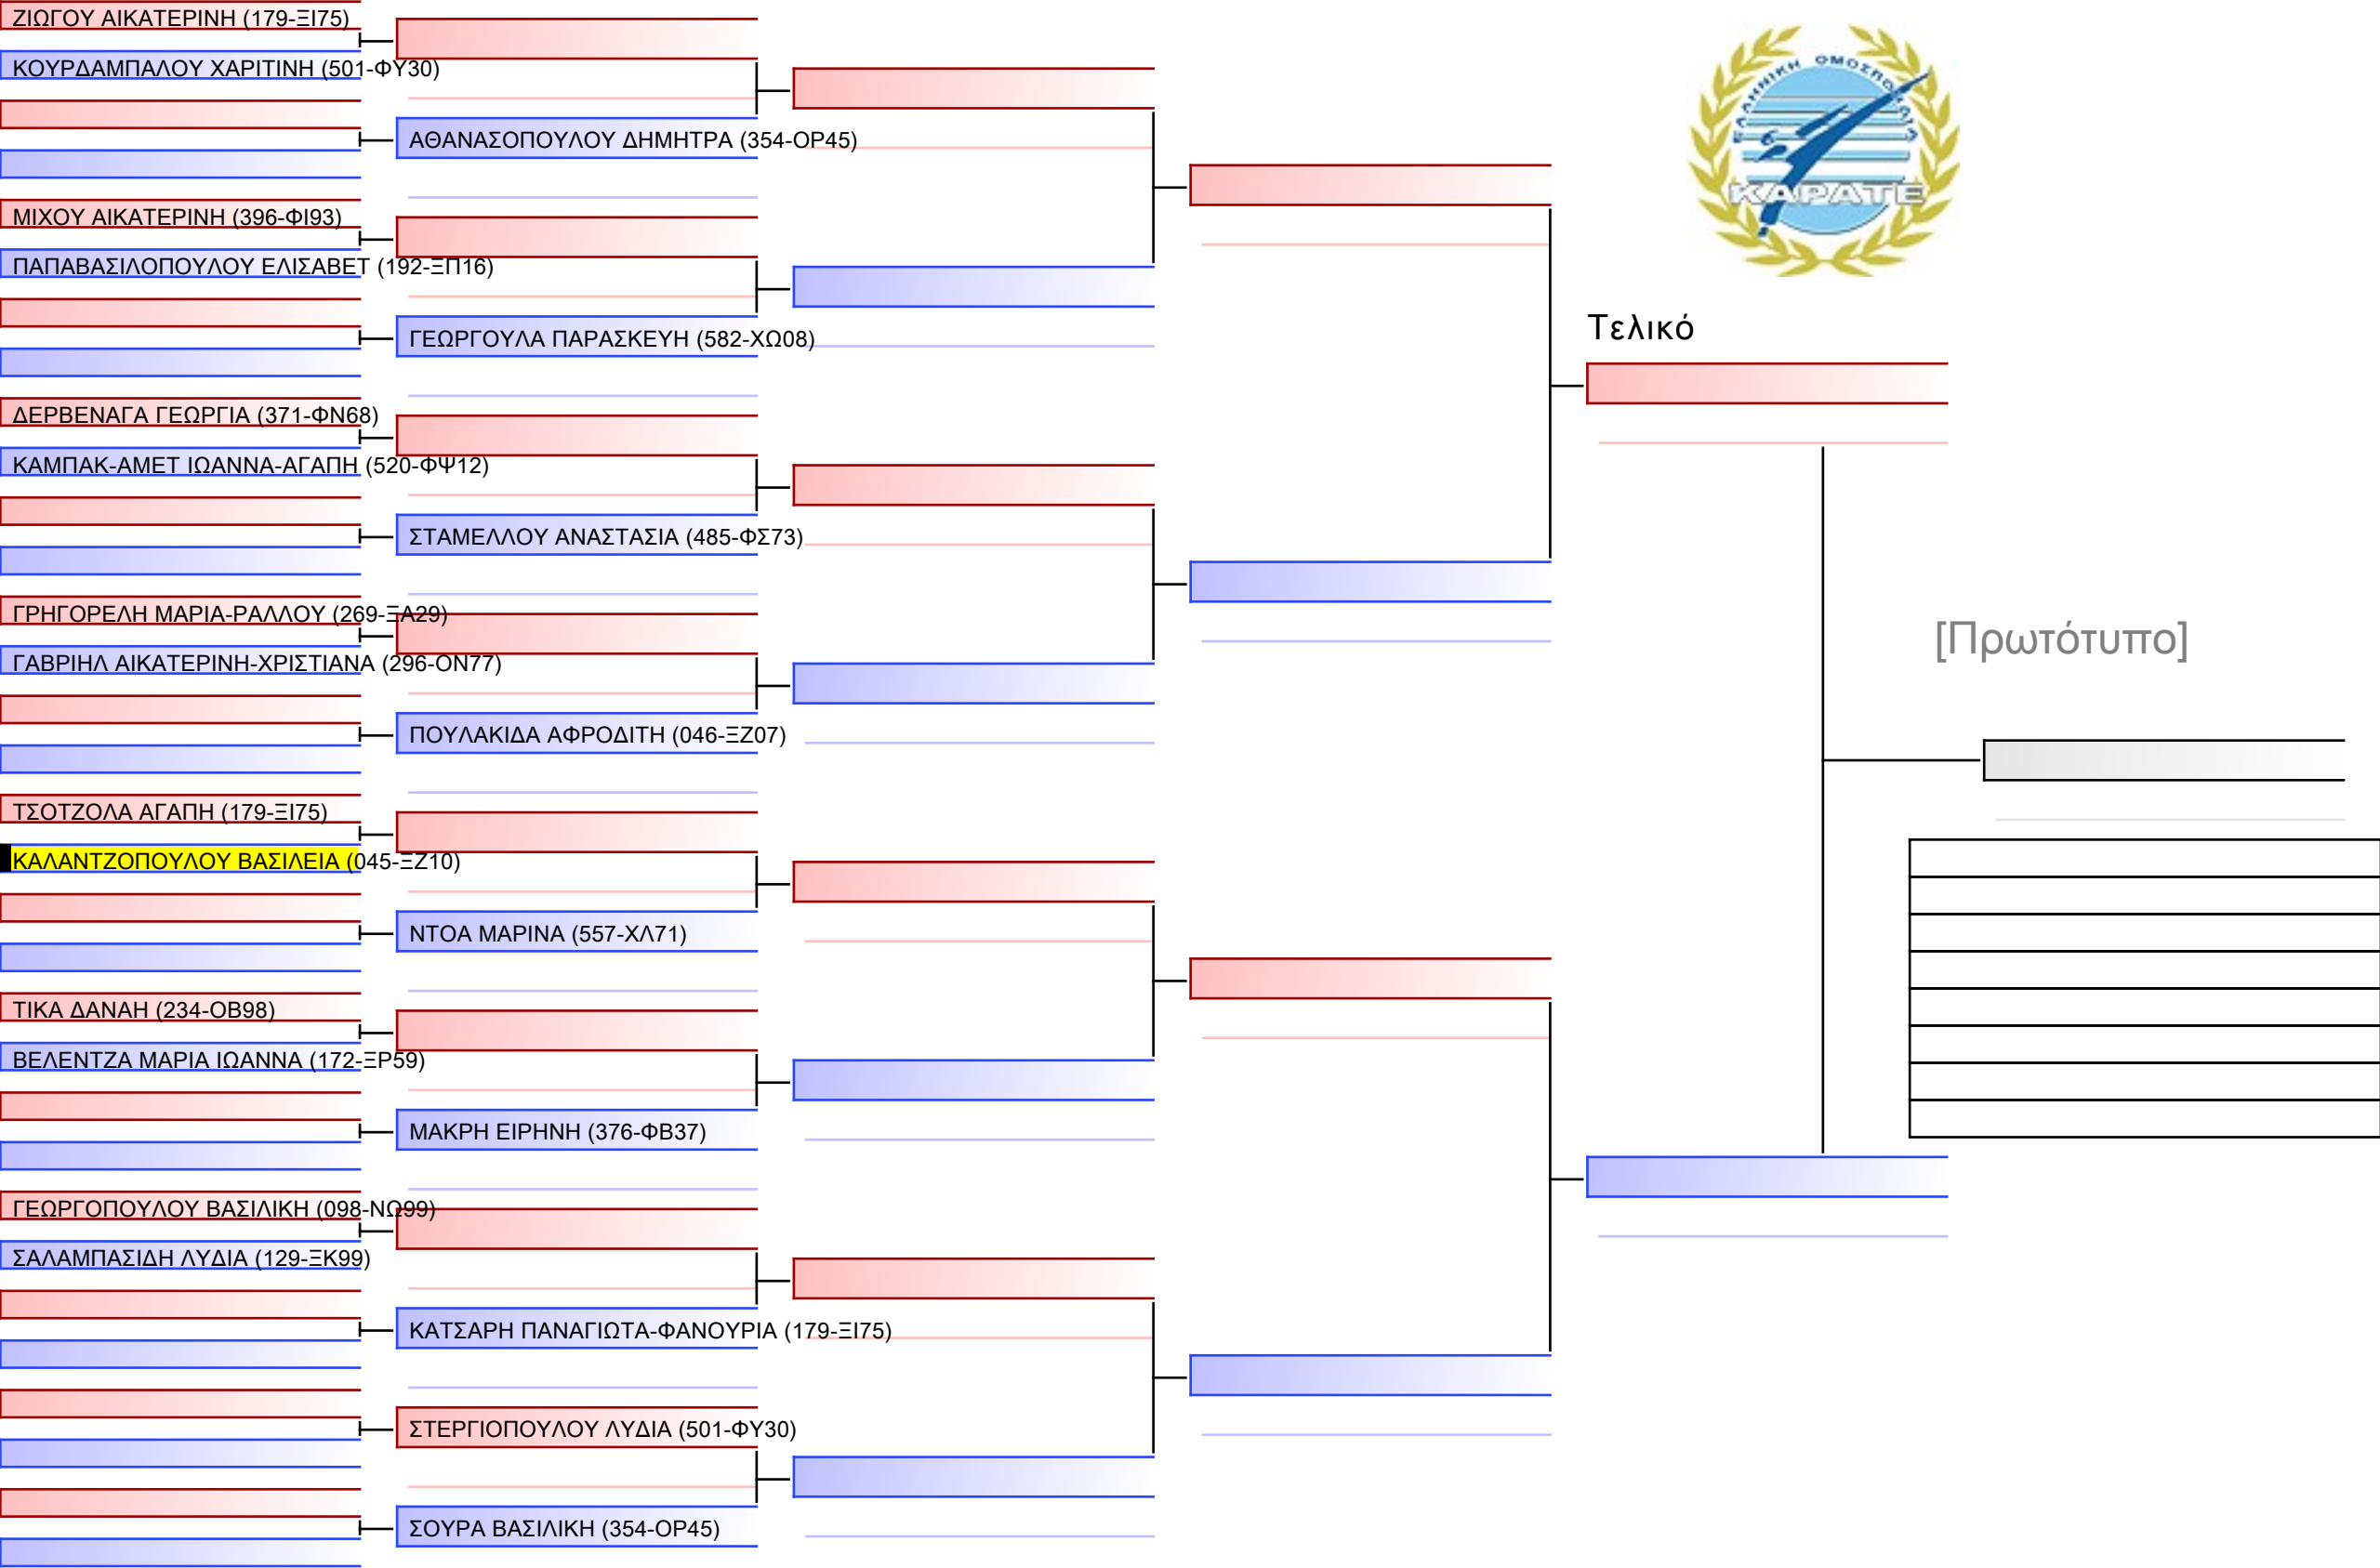 ΖΙΩΓΟΥ ΑΙΚΑΤΕΡΙΝΗ (179-ΞΙ75)
ΚΟΥΡΔΑΜΠΑΛΟΥ ΧΑΡΙΤΙΝΗ (501-ΦΥ30)
ΑΘΑΝΑΣΟΠΟΥΛΟΥ ΔΗΜΗΤΡΑ (354-ΟΡ45)
ΜΙΧΟΥ ΑΙΚΑΤΕΡΙΝΗ (396-ΦΙ93)
ΠΑΠΑΒΑΣΙΛΟΠΟΥΛΟΥ ΕΛΙΣΑΒΕΤ (192-ΞΠ16)
ΓΕΩΡΓΟΥΛΑ ΠΑΡΑΣΚΕΥΗ (582-ΧΩ08)
ΔΕΡΒΕΝΑΓΑ ΓΕΩΡΓΙΑ (371-ΦΝ68)
ΚΑΜΠΑΚ-ΑΜΕΤ ΙΩΑΝΝΑ-ΑΓΑΠΗ (520-ΦΨ12)
ΣΤΑΜΕΛΛΟΥ ΑΝΑΣΤΑΣΙΑ (485-ΦΣ73)
ΓΡΗΓΟΡΕΛΗ ΜΑΡΙΑ-ΡΑΛΛΟΥ (269-ΞΑ29)
ΓΑΒΡΙΗΛ ΑΙΚΑΤΕΡΙΝΗ-ΧΡΙΣΤΙΑΝΑ (296-ΟΝ77)
ΠΟΥΛΑΚΙΔΑ ΑΦΡΟΔΙΤΗ (046-ΞΖ07)
ΤΣΟΤΖΟΛΑ ΑΓΑΠΗ (179-ΞΙ75)
ΚΑΛΑΝΤΖΟΠΟΥΛΟΥ ΒΑΣΙΛΕΙΑ (045-ΞΖ10)
ΝΤΟΑ ΜΑΡΙΝΑ (557-ΧΛ71)
ΤΙΚΑ ΔΑΝΑΗ (234-ΟΒ98)
ΒΕΛΕΝΤΖΑ ΜΑΡΙΑ ΙΩΑΝΝΑ (172-ΞΡ59)
ΜΑΚΡΗ ΕΙΡΗΝΗ (376-ΦΒ37)
ΓΕΩΡΓΟΠΟΥΛΟΥ ΒΑΣΙΛΙΚΗ (098-ΝΩ99)
ΣΑΛΑΜΠΑΣΙΔΗ ΛΥΔΙΑ (129-ΞΚ99)
ΚΑΤΣΑΡΗ ΠΑΝΑΓΙΩΤΑ-ΦΑΝΟΥΡΙΑ (179-ΞΙ75)
ΣΤΕΡΓΙΟΠΟΥΛΟΥ ΛΥΔΙΑ (501-ΦΥ30)
ΣΟΥΡΑ ΒΑΣΙΛΙΚΗ (354-ΟΡ45)
ΕΛΛΗΝΙΚΗ ΟΜΟΣΠΟΝΔΙΑ
ΚΑΡΑΤΕ
Τελικό
[Πρωτότυπο]